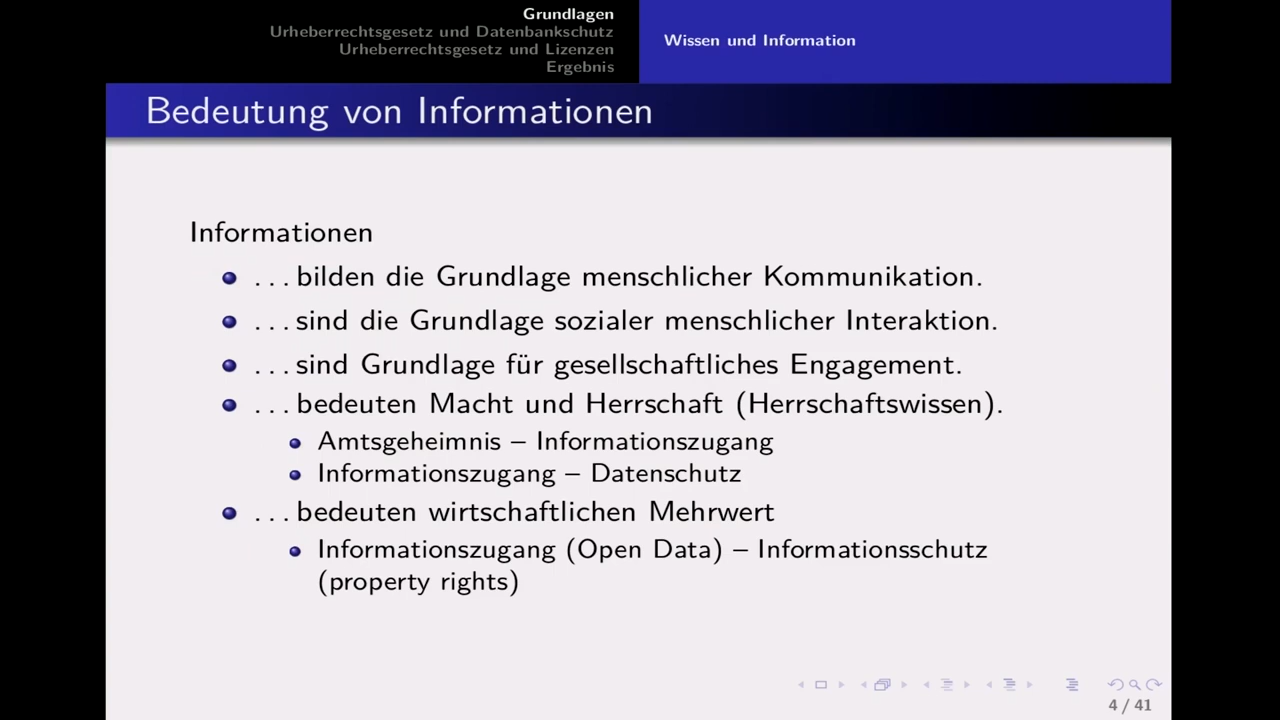 Grundlagen
Urheberrechtsgesetz und Datenbankschutz
Urheberrechtsgesetz und Lizenzen
Ergebnis
Wissen und Information
Bedeutung von Informationen
Informationen
...bilden die Grundlage menschlicher Kommunikation.
...sind die Grundlage sozialer menschlicher Interaktion.
...sind Grundlage für gesellschaftliches Engagement.
...bedeuten Macht und Herrschaft (Herrschaftswissen).
Amtsgeheimnis – Informationszugang
Informationszugang – Datenschutz
...bedeuten wirtschaftlichen Mehrwert
Informationszugang (Open Data) – Informationsschutz
(property rights)
4 / 41